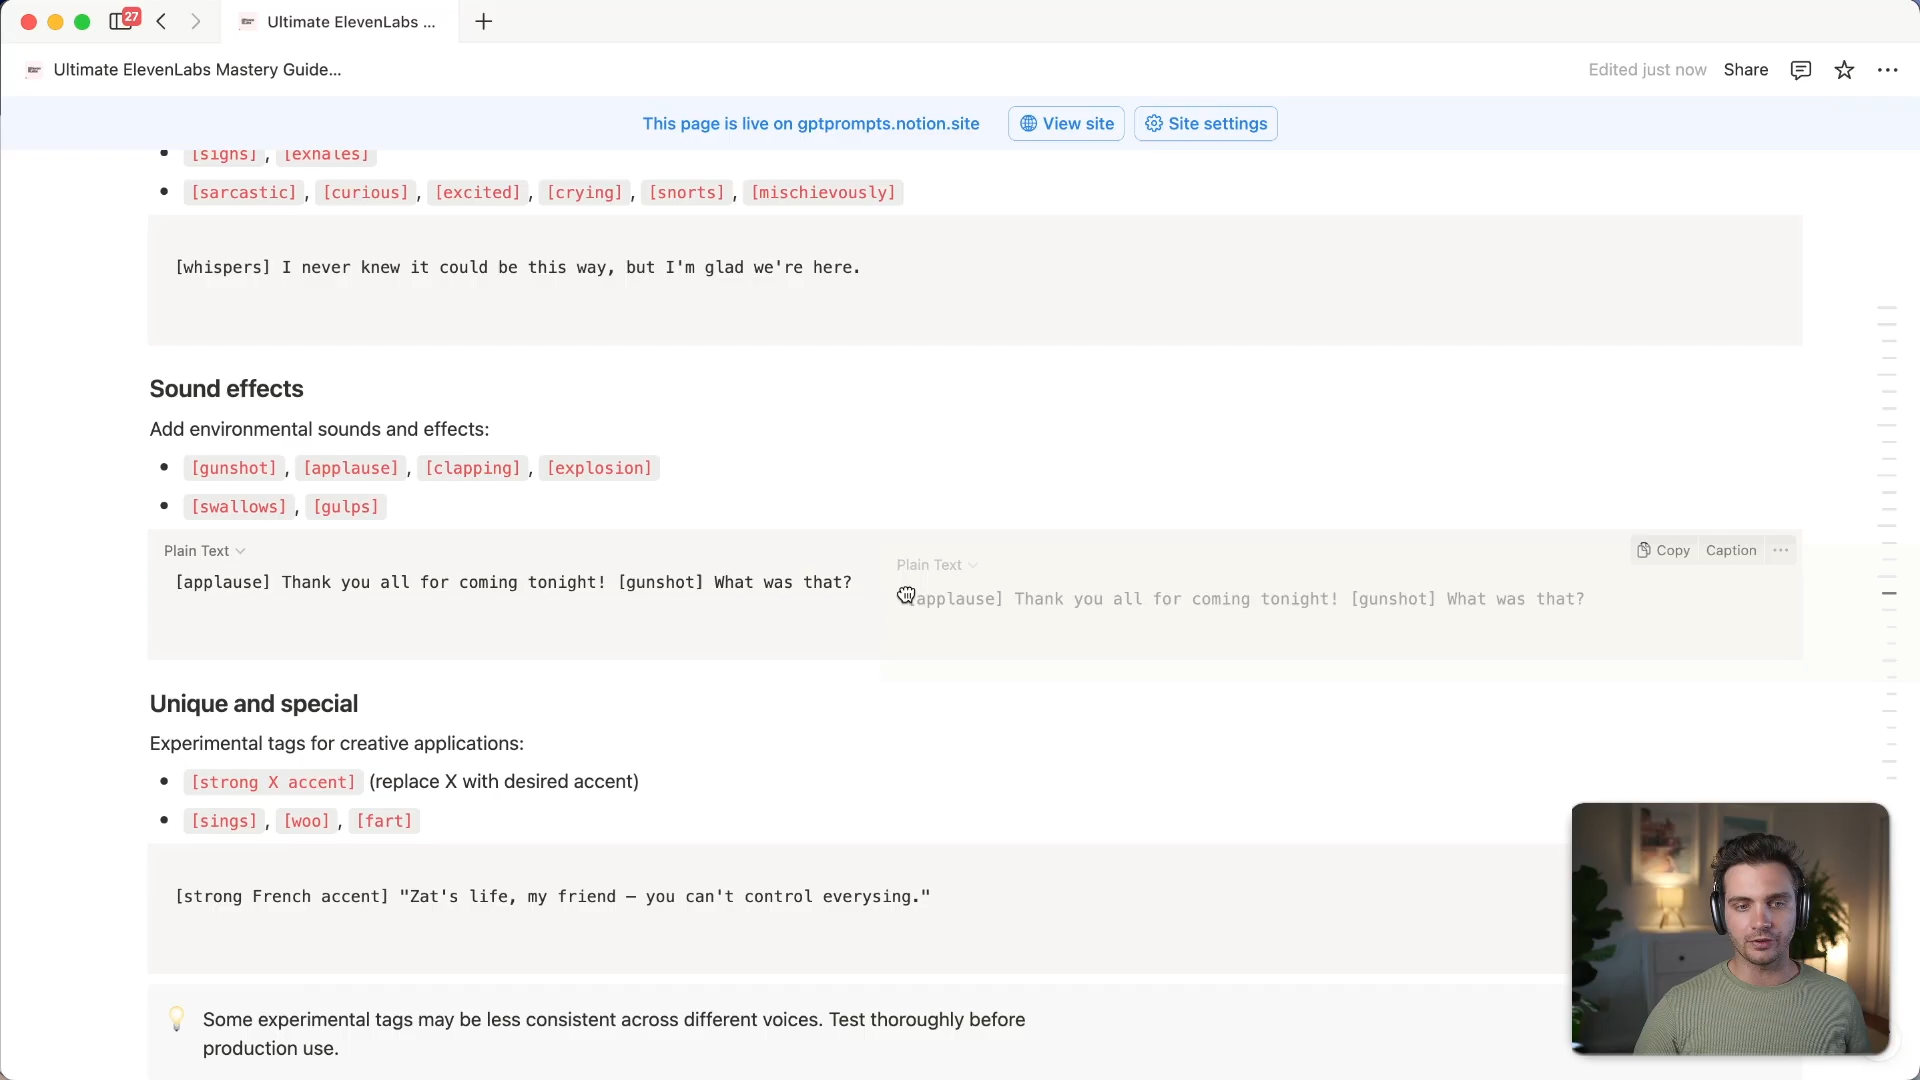 27
Ultimate ElevenLabs ...
Ultimate ElevenLabs Mastery Guide...
Edited just now Share
This page is live on gptprompts.notion.site View site Site settings
[sighs], [exhales]
[sarcastic], [curious], [excited], [crying], [snorts], [mischievously]
[whispers] I never knew it could be this way, but I'm glad we're here.
Sound effects
Add environmental sounds and effects:
[gunshot], [applause], [clapping], [explosion]
[swallows], [gulps]
Plain Text
Copy Caption
[applause] Thank you all for coming tonight! [gunshot] What was that?
Plain Text
[applause] Thank you all for coming tonight! [gunshot] What was that?
Unique and special
Experimental tags for creative applications:
[strong X accent] (replace X with desired accent)
[sings], [woo], [fart]
[strong French accent] "Zat's life, my friend — you can't control everysing."
Some experimental tags may be less consistent across different voices. Test thoroughly before
production use.